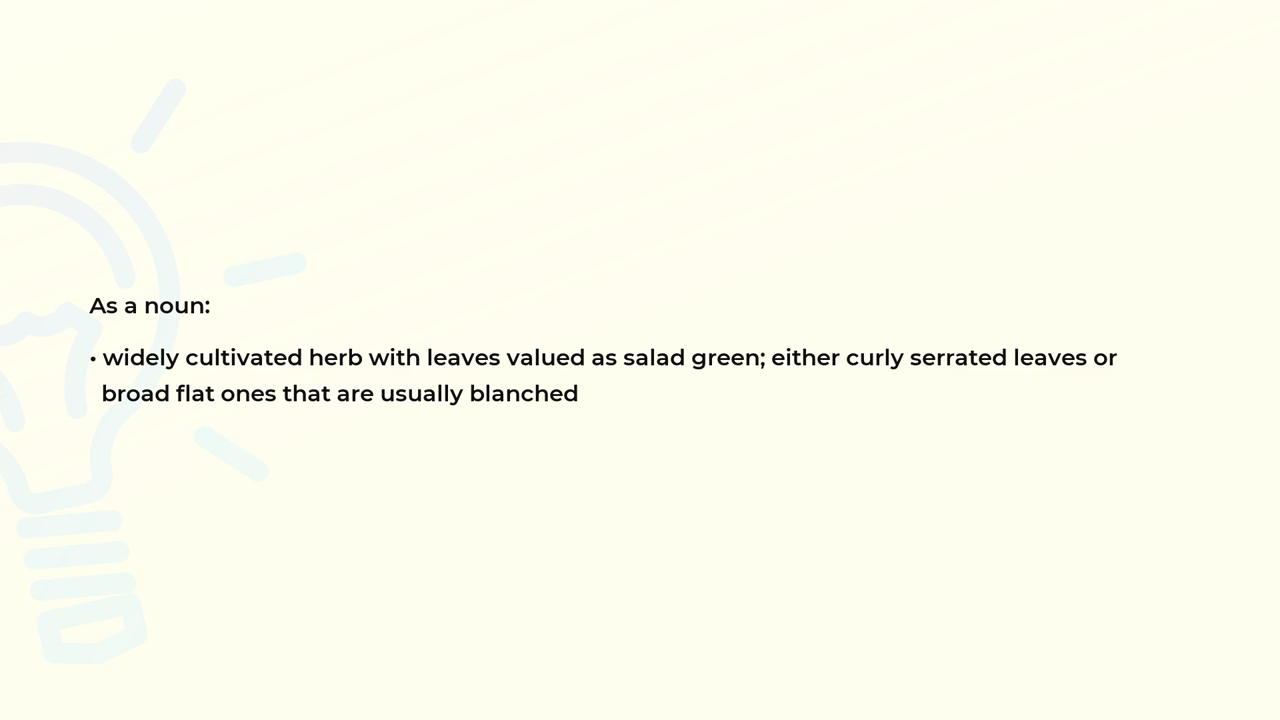 As a noun:
• widely cultivated herb with leaves valued as salad green; either curly serrated leaves or
broad flat ones that are usually blanched